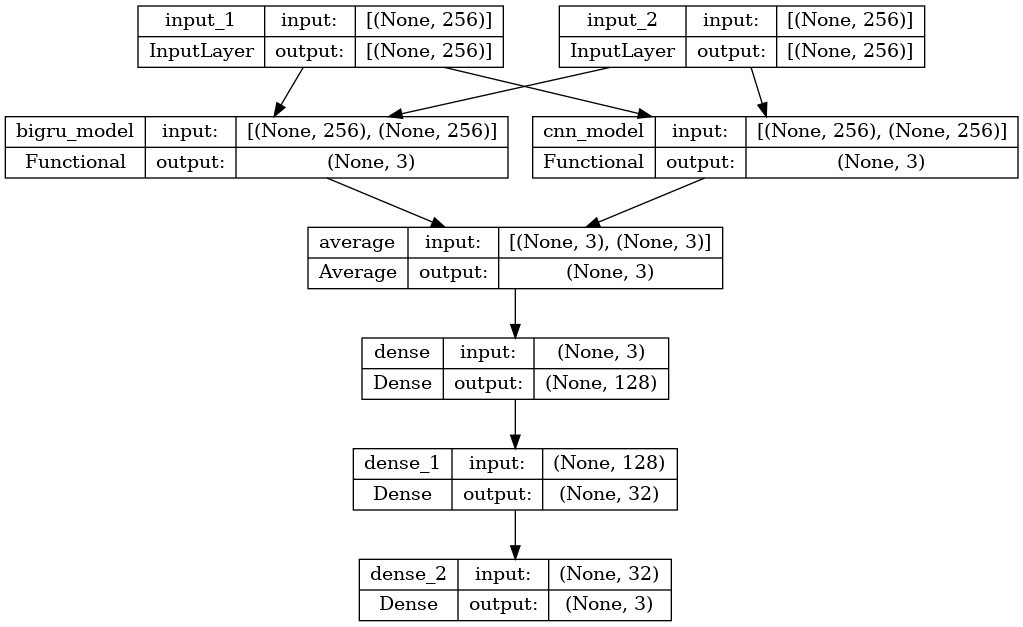 input_1 input: [(None, 256)]
InputLayer output: [(None, 256)]
input_2 input: [(None, 256)]
InputLayer output: [(None, 256)]
bigru_model input: [(None, 256), (None, 256)]
Functional output: (None, 3)
cnn_model input: [(None, 256), (None, 256)]
Functional output: (None, 3)
average input: [(None, 3), (None, 3)]
Average output: (None, 3)
dense input: (None, 3)
Dense output: (None, 128)
dense_1 input: (None, 128)
Dense output: (None, 32)
dense_2 input: (None, 32)
Dense output: (None, 3)